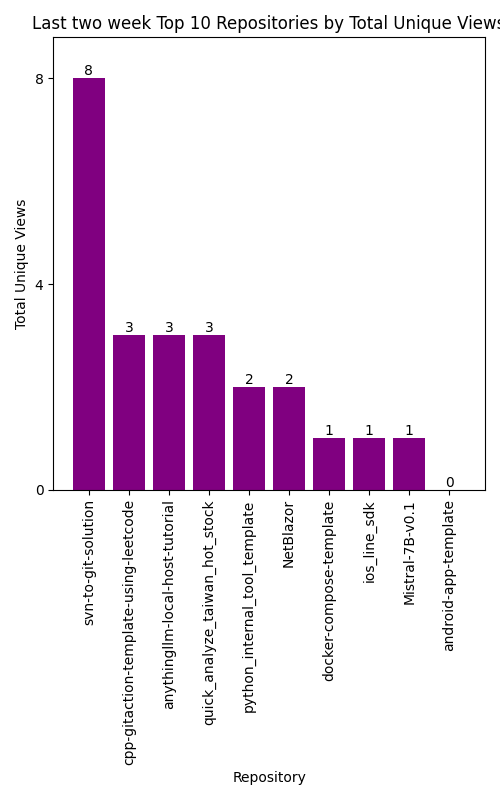 Last two week Top 10 Repositories by Total Unique Views
Total Unique Views
8
4
0
8
3
3
3
2
2
1
1
1
0
svn-to-git-solution
cpp-gitaction-template-using-leetcode
anythingllm-local-host-tutorial
quick_analyze_taiwan_hot_stock
python_internal_tool_template
NetBlazor
docker-compose-template
ios_line_sdk
Mistral-7B-v0.1
android-app-template
Repository